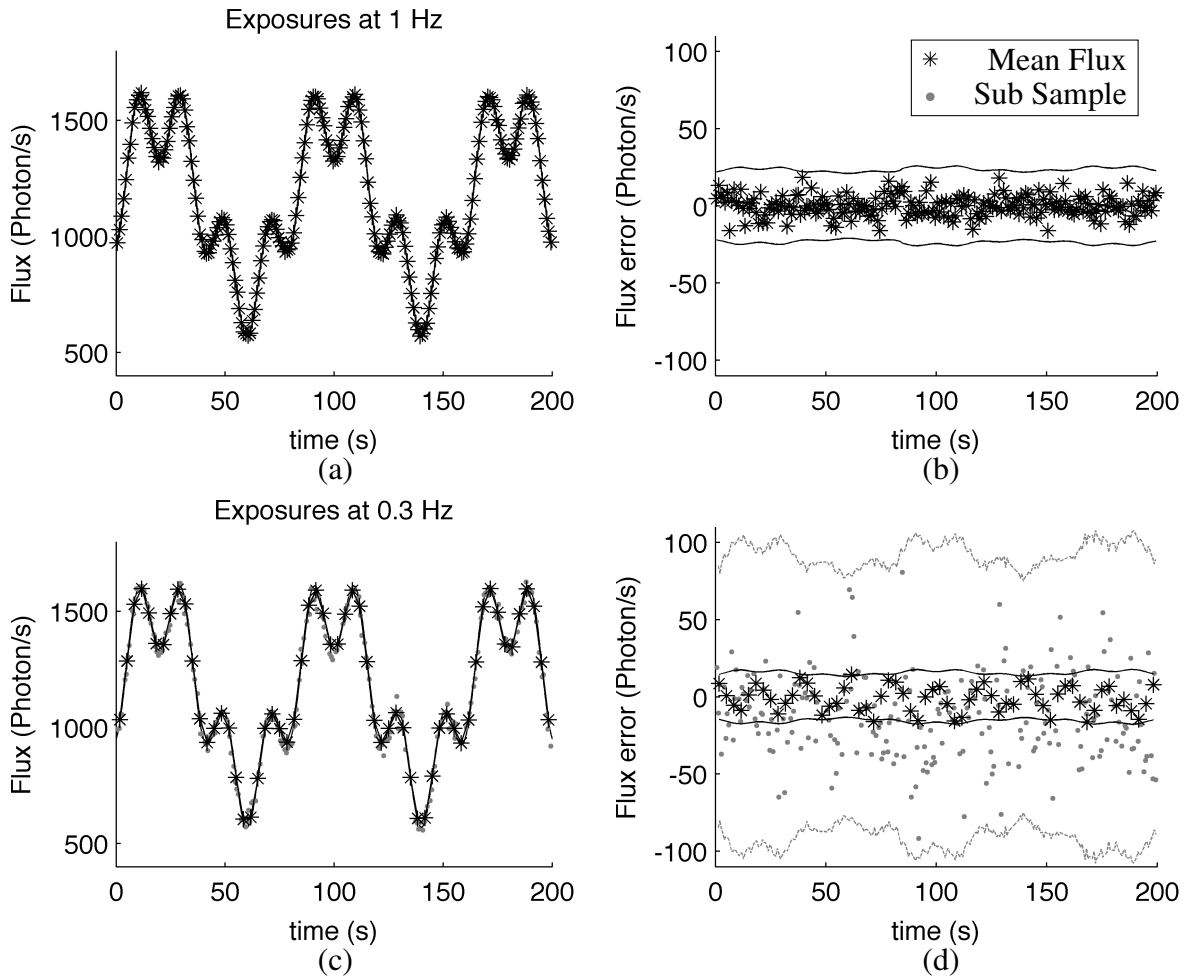 Exposures at 1 Hz
Flux (Photon/s)
1500
1000
500
0 50 100 150 200
time (s)
(a)
Flux error (Photon/s)
100
50
0
-50
-100
0 50 100 150 200
time (s)
(b)
Mean Flux
Sub Sample
Exposures at 0.3 Hz
Flux (Photon/s)
1500
1000
500
0 50 100 150 200
time (s)
(c)
Flux error (Photon/s)
100
50
0
-50
-100
0 50 100 150 200
time (s)
(d)